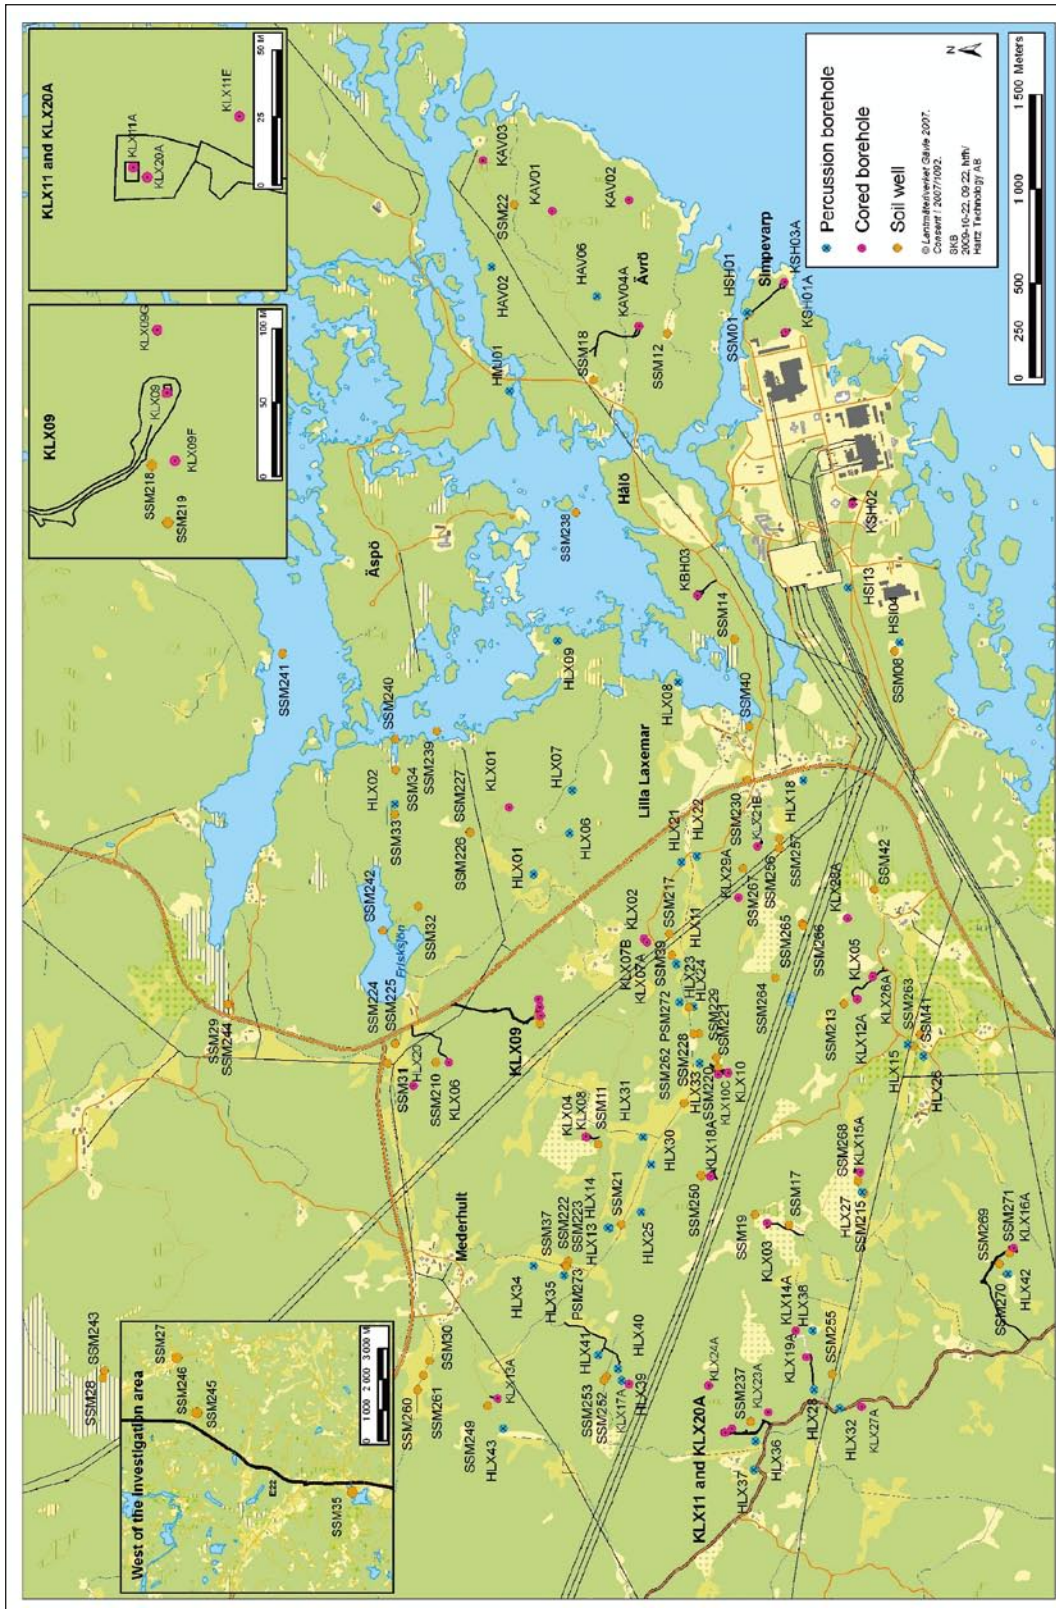 West of the investigation area
SSM27
SSM246
SSM245
E22
SSM35
0 1 000 2 000 3 000 M
KLX09
SSM218
SSM219
KLX09F
KLX09
KLX09G
0 50 100 M
KLX11 and KLX20A
KLX11A
KLX20A
KLX11F
0 25 50 M
SSM28
SSM243
SSM29
SSM244
SSM241
Äspö
SSM242
Frisksjön
SSM32
SSM224
SSM225
SSM31
HLX20
SSM210
KLX06
KLX09
Mederhult
SSM260
SSM261
SSM30
SSM249
HLX43
KLX13A
HLX34
HLX35
SSM37
SSM222
SSM223
PSM273
HLX13
HLX14
SSM21
HLX25
HLX30
HLX31
KLX04
KLX08
SSM11
HLX41
HLX40
SSM253
SSM252
KLX17A
HLX39
HLX02
SSM33
SSM34
SSM240
SSM239
SSM227
SSM226
KLX01
HLX01
HLX06
HLX07
HLX09
HLX08
Lilla Laxemar
HLX21
HLX22
KLX02
SSM217
HLX11
KLX07B
KLX07A
SSM39
HLX23
HLX24
PSM272
SSM229
SSM228
SSM221
SSM262
HLX33
SSM220
KLX10C
KLX10
KLX18A
SSM250
SSM230
KLX21B
HLX18
KLX29A
SSM267
SSM256
SSM257
SSM265
SSM266
SSM264
KLX28A
SSM42
KLX05
KLX26A
KLX12A
SSM213
HLX15
SSM263
SSM41
HLX26
SSM19
KLX03
SSM17
HLX27
SSM215
SSM268
KLX15A
KLX24A
SSM237
KLX23A
KLX11 and KLX20A
HLX37
HLX36
HLX28
KLX19A
KLX14A
HLX38
SSM255
HLX32
KLX27A
SSM269
SSM271
KLX16A
SSM270
HLX42
HMJ01
HAV02
SSM22
KAV01
KAV03
KAV02
HAV06
Ävrö
KAV04A
SSM18
SSM12
Hålö
SSM238
KBH03
SSM14
SSM40
SSM01
HSH01
Simpevarp
KSH03A
KSH01A
KSH02
HSI13
HSI04
SSM08
N
Percussion borehole
Cored borehole
Soil well
© Lantmäteriverket Gävle 2007.
Consent I 2007/1092.
SKB
2009-10-22, 09:22, hfh/
Hartz Technology AB
0 250 500 1 000 1 500 Meters